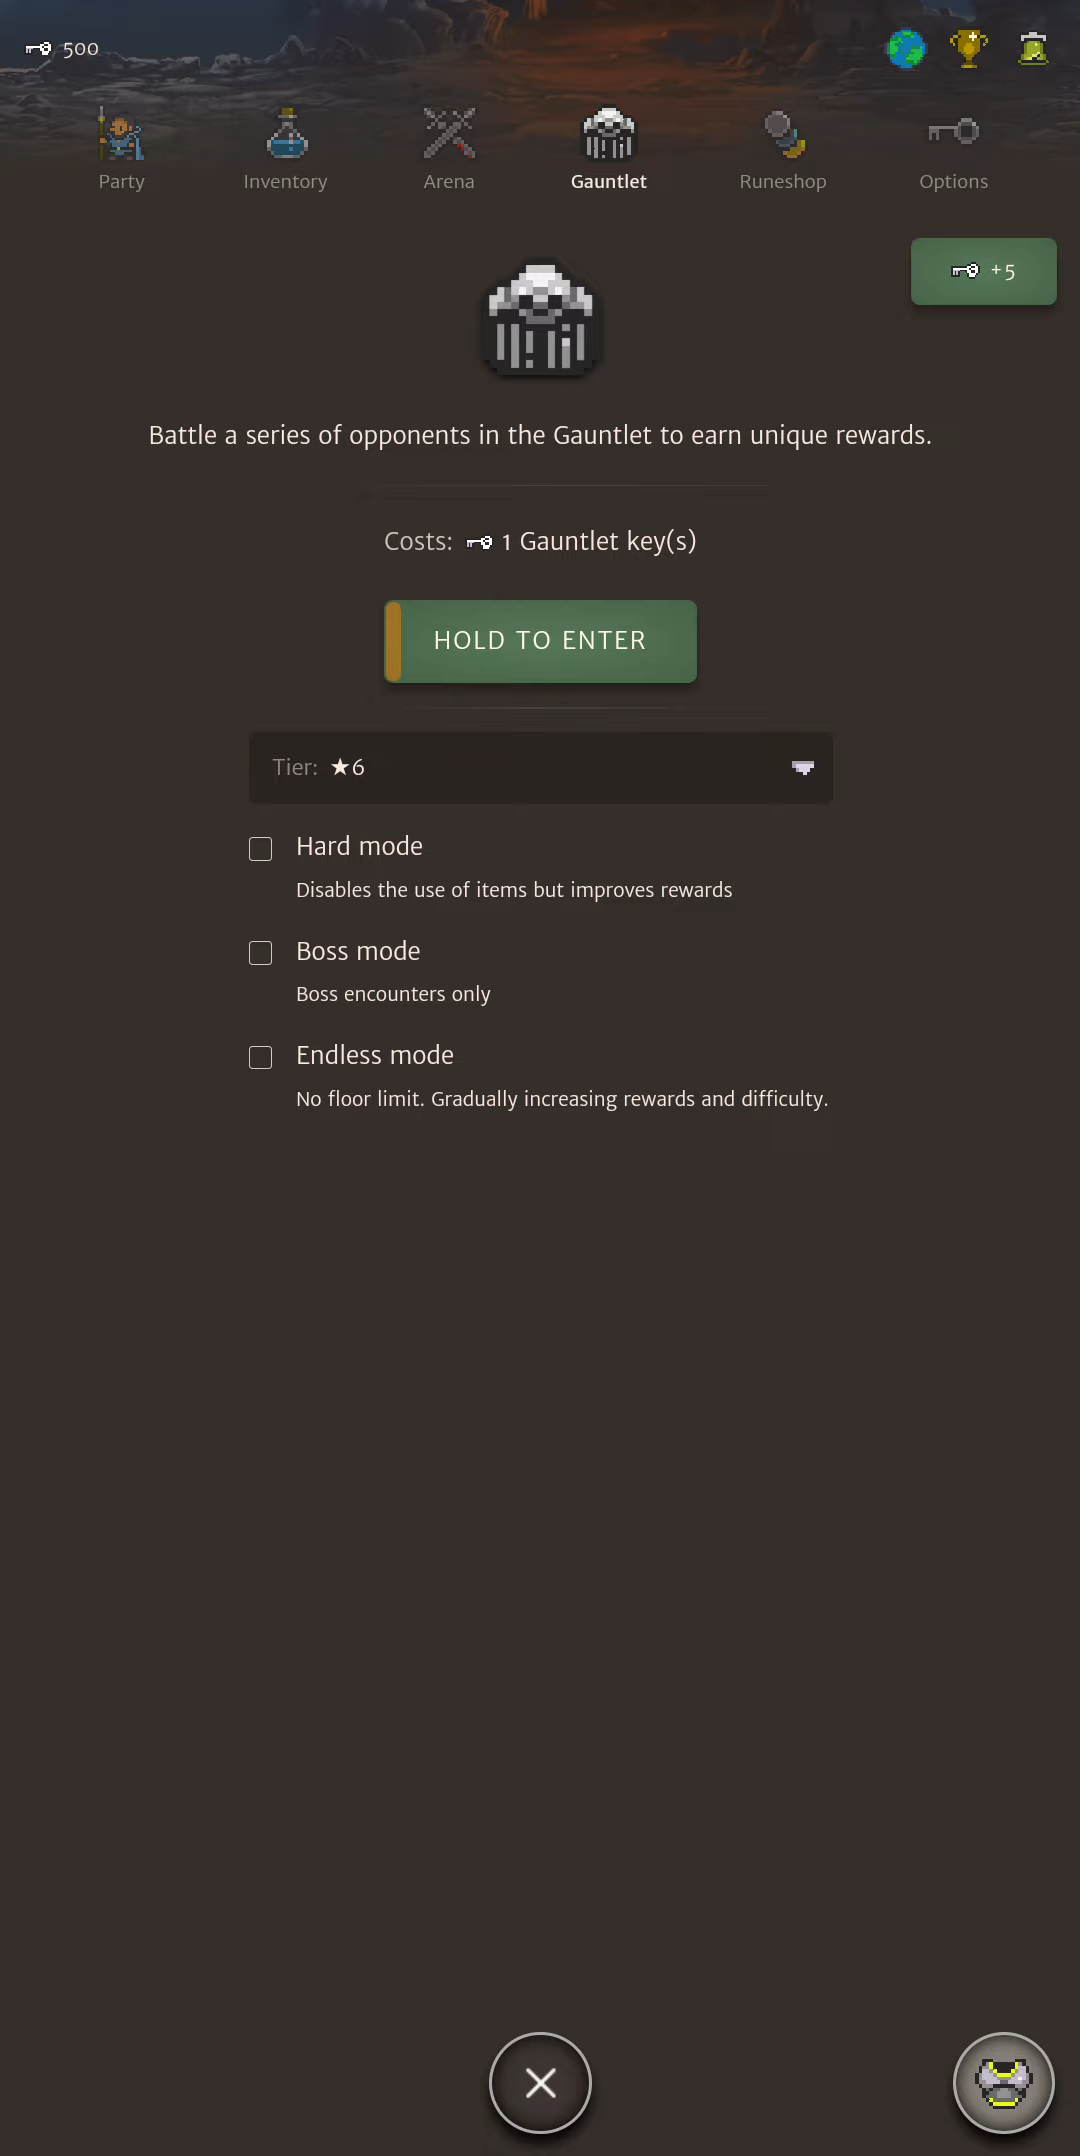 500
Party
Inventory
Arena
Gauntlet
Runeshop
Options
+5
Battle a series of opponents in the Gauntlet to earn unique rewards.
Costs: 1 Gauntlet key(s)
HOLD TO ENTER
Tier: ★6
Hard mode
Disables the use of items but improves rewards
Boss mode
Boss encounters only
Endless mode
No floor limit. Gradually increasing rewards and difficulty.